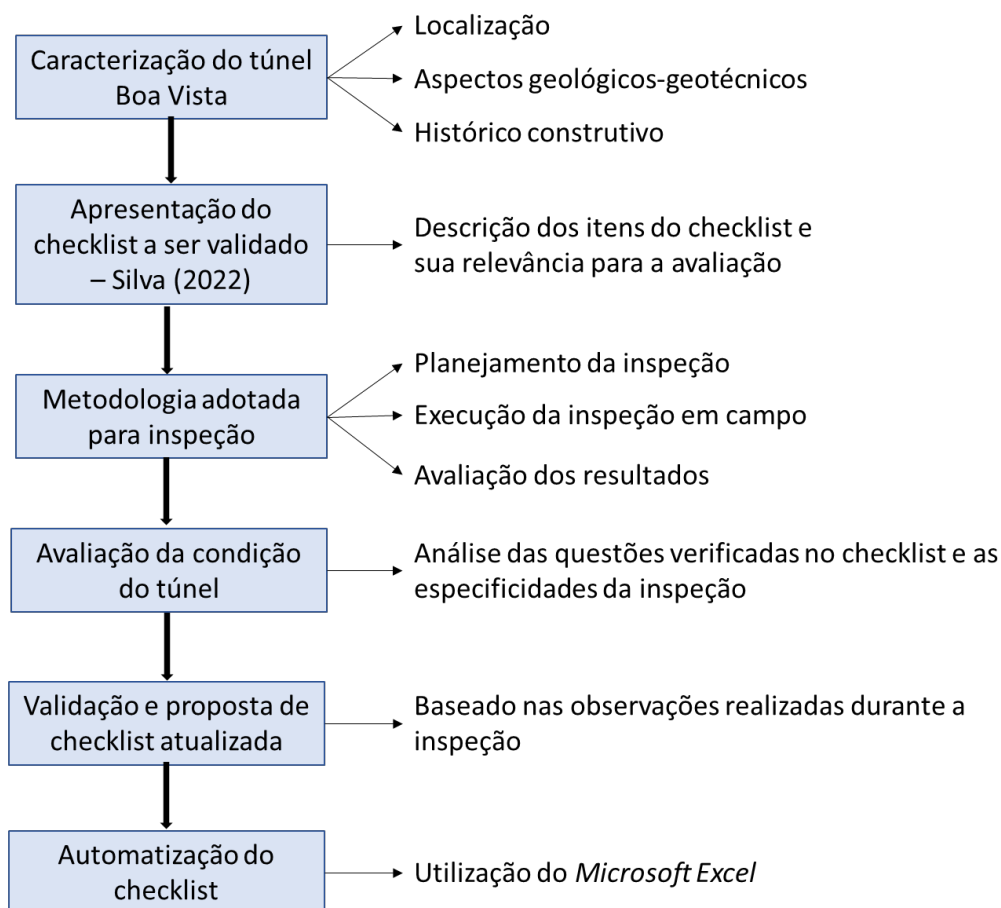 Caracterização do túnel
Boa Vista
Localização
Aspectos geológicos-geotécnicos
Histórico construtivo
Apresentação do
checklist a ser validado
– Silva (2022)
Descrição dos itens do checklist e
sua relevância para a avaliação
Metodologia adotada
para inspeção
Planejamento da inspeção
Execução da inspeção em campo
Avaliação dos resultados
Avaliação da condição
do túnel
Análise das questões verificadas no checklist e as
especificidades da inspeção
Validação e proposta de
checklist atualizada
Baseado nas observações realizadas durante a
inspeção
Automatização do
checklist
Utilização do Microsoft Excel